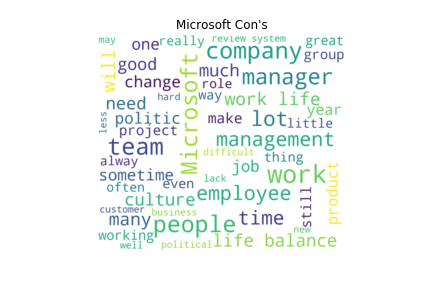 Microsoft Con's
may
one
really
review system
great
good
company
group
will
change
much
role
manager
need
way
work life
year
hard
politic
make
lot
little
less
project
Microsoft
team
management
alway
difficult
thing
sometime
lack
job
work
often
even
employee
product
culture
still
customer
business
many
people
time
new
working
well
political
life balance